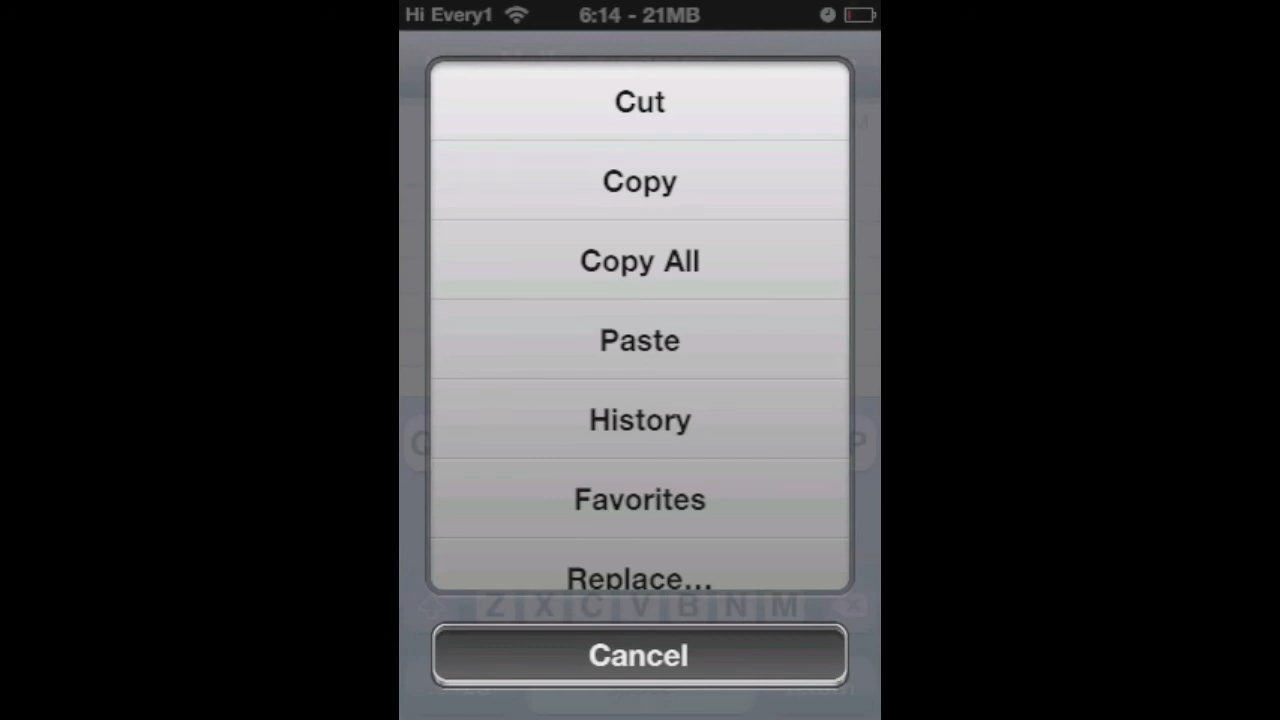 Hi Every1 6:14 - 21MB
Cut
Copy
Copy All
Paste
History
Favorites
Replace...
Z X C V B N M
Cancel